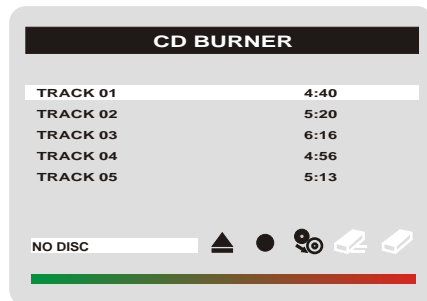 CD BURNER
TRACK 01 4:40
TRACK 02 5:20
TRACK 03 6:16
TRACK 04 4:56
TRACK 05 5:13
NO DISC